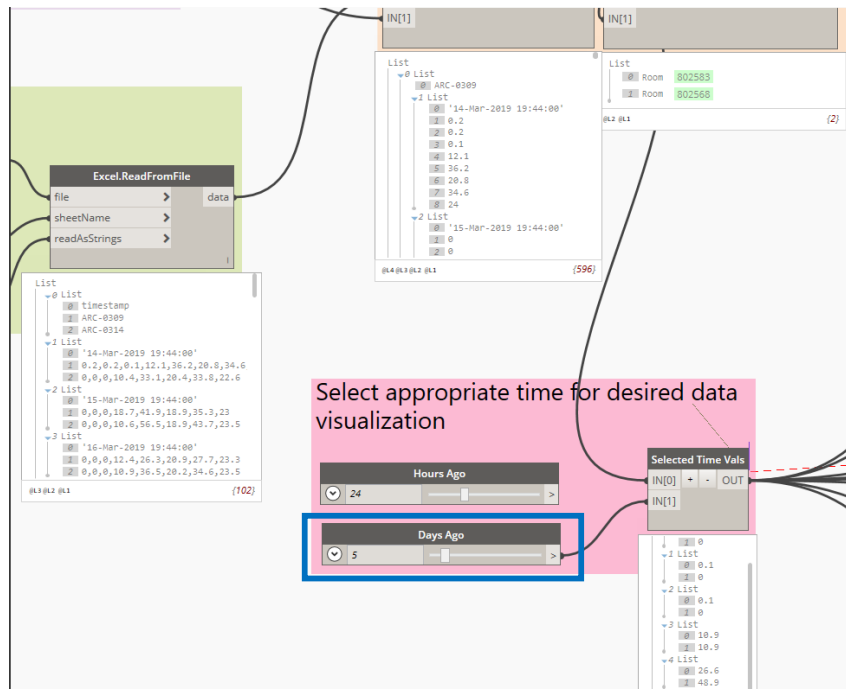 IN[1]
IN[1]
List
0 List
0 ARC-0309
1 List
0 '14-Mar-2019 19:44:00'
1 0.2
2 0.2
3 0.1
4 12.1
5 36.2
6 20.8
7 34.6
8 24
2 List
0 '15-Mar-2019 19:44:00'
1 0
2 0
@L4 @L3 @L2 @L1 {596}
List
0 Room 802583
1 Room 802568
@L2 @L1 {2}
Excel.ReadFromFile
file > data
sheetName >
readAsStrings >
l
List
0 List
0 timestamp
1 ARC-0309
2 ARC-0314
1 List
0 '14-Mar-2019 19:44:00'
1 0.2,0.2,0.1,12.1,36.2,20.8,34.6
2 0,0,0,10.4,33.1,20.4,33.8,22.6
2 List
0 '15-Mar-2019 19:44:00'
1 0,0,0,18.7,41.9,18.9,35.3,23
2 0,0,0,10.6,56.5,18.9,43.7,23.5
3 List
0 '16-Mar-2019 19:44:00'
1 0,0,0,12.4,26.3,20.9,27.7,23.3
2 0,0,0,10.9,36.5,20.2,34.6,23.5
@L3 @L2 @L1 {102}
Select appropriate time for desired data
visualization
Hours Ago
24 >
Days Ago
5 >
Selected Time Vals
IN[0] + - OUT
IN[1]
1 0
1 List
0 0.1
1 0
2 List
0 0.1
1 0
3 List
0 10.9
1 10.9
4 List
0 26.6
1 48.9